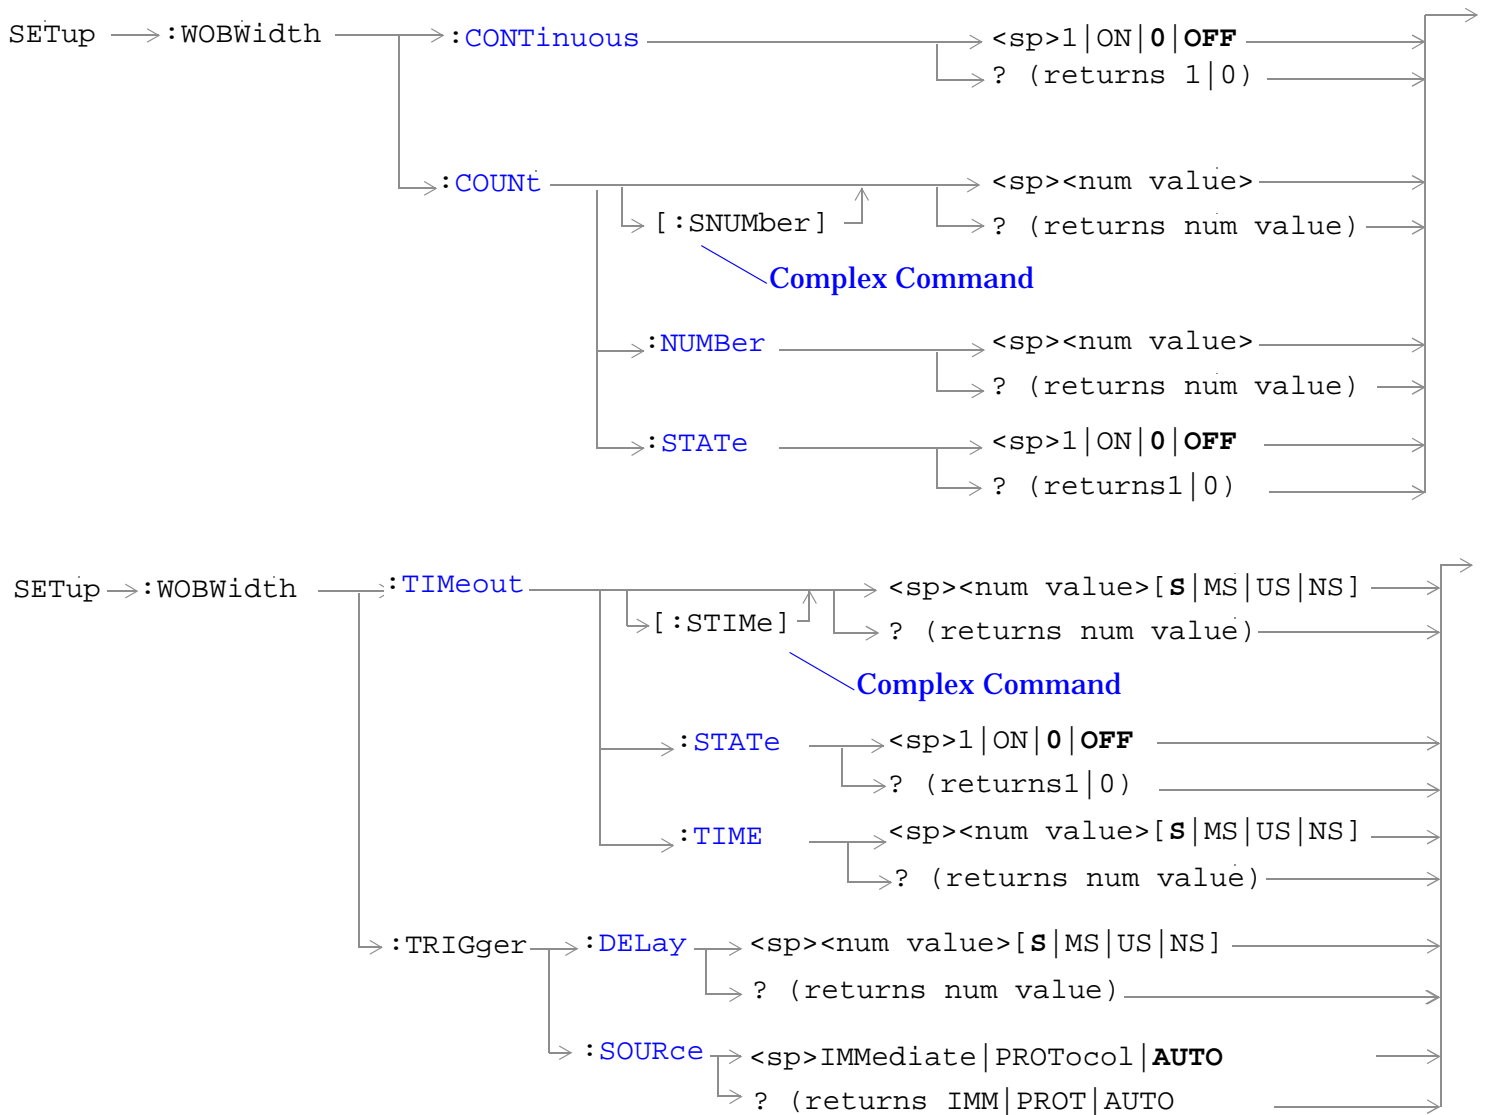 SETup :WOBWidth :CONTinuous <sp>1|ON|0|OFF
? (returns 1|0)
:COUNt <sp><num value>
[:SNUMber] ? (returns num value)
Complex Command
:NUMBer <sp><num value>
? (returns num value)
:STATe <sp>1|ON|0|OFF
? (returns1|0)
SETup :WOBWidth :TIMeout <sp><num value>[S|MS|US|NS]
[:STIMe] ? (returns num value)
Complex Command
:STATe <sp>1|ON|0|OFF
? (returns1|0)
:TIME <sp><num value>[S|MS|US|NS]
? (returns num value)
:TRIGger :DELay <sp><num value>[S|MS|US|NS]
? (returns num value)
:SOURce <sp>IMMediate|PROTocol|AUTO
? (returns IMM|PROT|AUTO